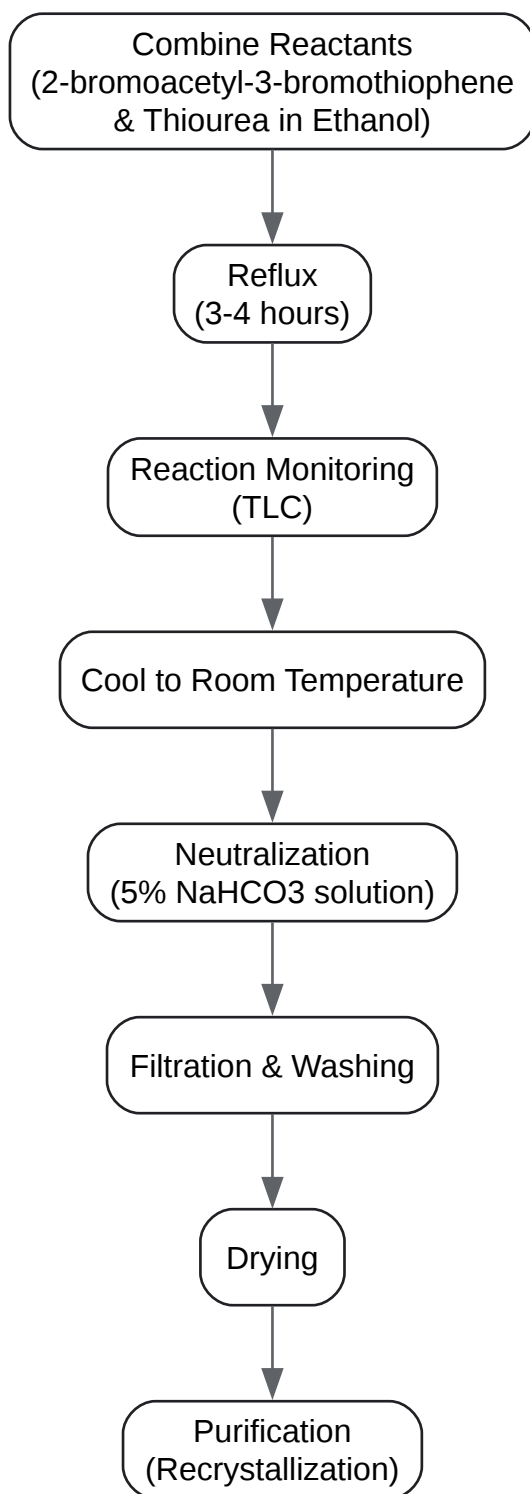 Combine Reactants
(2-bromoacetyl-3-bromothiophene
& Thiourea in Ethanol)
Reflux
(3-4 hours)
Reaction Monitoring
(TLC)
Cool to Room Temperature
Neutralization
(5% NaHCO3 solution)
Filtration & Washing
Drying
Purification
(Recrystallization)